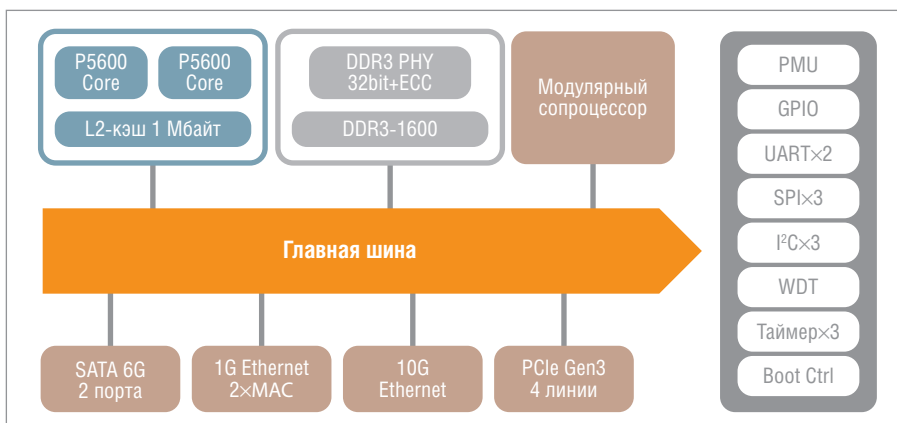 P5600
Core
P5600
Core
L2-кэш 1 Мбайт
DDR3 PHY
32bit+ECC
DDR3-1600
Модулярный
сопроцессор
Главная шина
SATA 6G
2 порта
1G Ethernet
2×MAC
10G
Ethernet
PCIe Gen3
4 линии
PMU
GPIO
UART×2
SPI×3
I²C×3
WDT
Таймер×3
Boot Ctrl